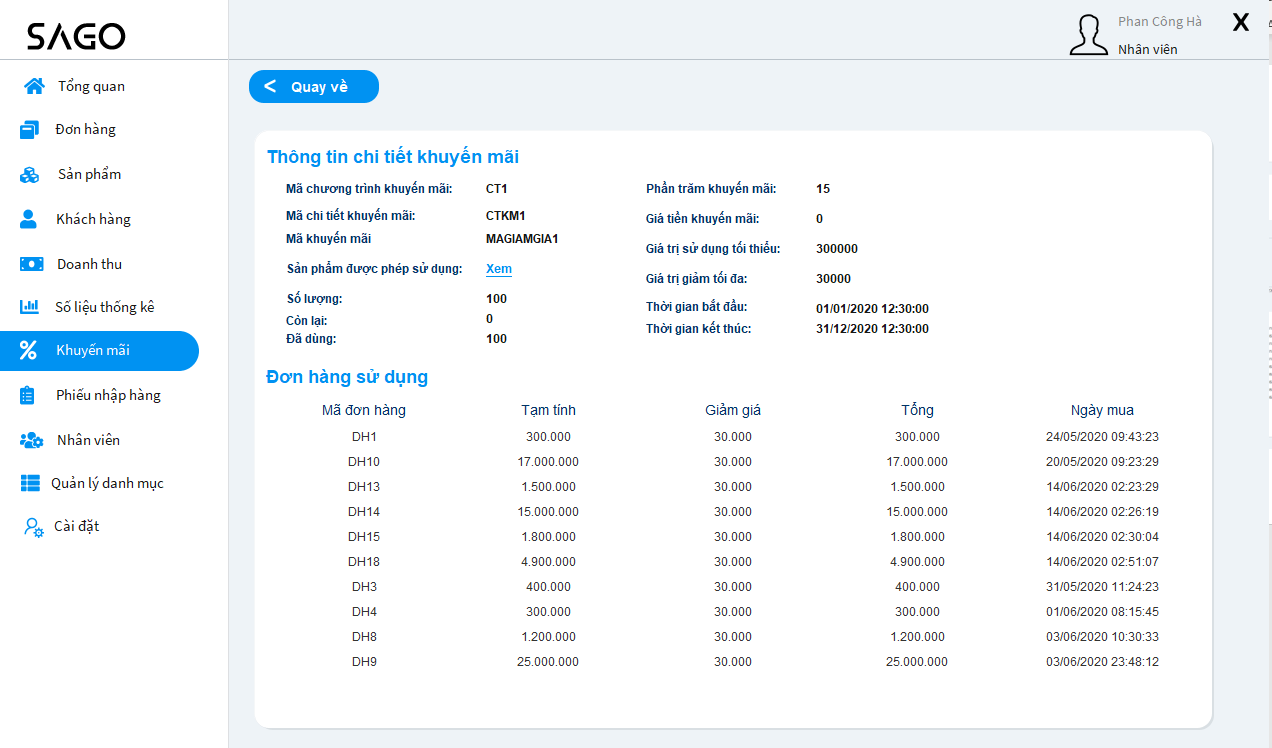 SAGO
Phan Công Hà
X
Nhân viên
Tổng quan
Đơn hàng
Sản phẩm
Khách hàng
Doanh thu
Số liệu thống kê
Khuyến mãi
Phiếu nhập hàng
Nhân viên
Quản lý danh mục
Cài đặt
< Quay về
Thông tin chi tiết khuyến mãi
Mã chương trình khuyến mãi: CT1
Mã chi tiết khuyến mãi: CTKM1
Mã khuyến mãi MAGIAMGIA1
Sản phẩm được phép sử dụng: Xem
Số lượng: 100
Còn lại: 0
Đã dùng: 100
Phần trăm khuyến mãi: 15
Giá tiền khuyến mãi: 0
Giá trị sử dụng tối thiểu: 300000
Giá trị giảm tối đa: 30000
Thời gian bắt đầu: 01/01/2020 12:30:00
Thời gian kết thúc: 31/12/2020 12:30:00
Đơn hàng sử dụng
Mã đơn hàng Tạm tính Giảm giá Tổng Ngày mua
DH1 300.000 30.000 300.000 24/05/2020 09:43:23
DH10 17.000.000 30.000 17.000.000 20/05/2020 09:23:29
DH13 1.500.000 30.000 1.500.000 14/06/2020 02:23:29
DH14 15.000.000 30.000 15.000.000 14/06/2020 02:26:19
DH15 1.800.000 30.000 1.800.000 14/06/2020 02:30:04
DH18 4.900.000 30.000 4.900.000 14/06/2020 02:51:07
DH3 400.000 30.000 400.000 31/05/2020 11:24:23
DH4 300.000 30.000 300.000 01/06/2020 08:15:45
DH8 1.200.000 30.000 1.200.000 03/06/2020 10:30:33
DH9 25.000.000 30.000 25.000.000 03/06/2020 23:48:12